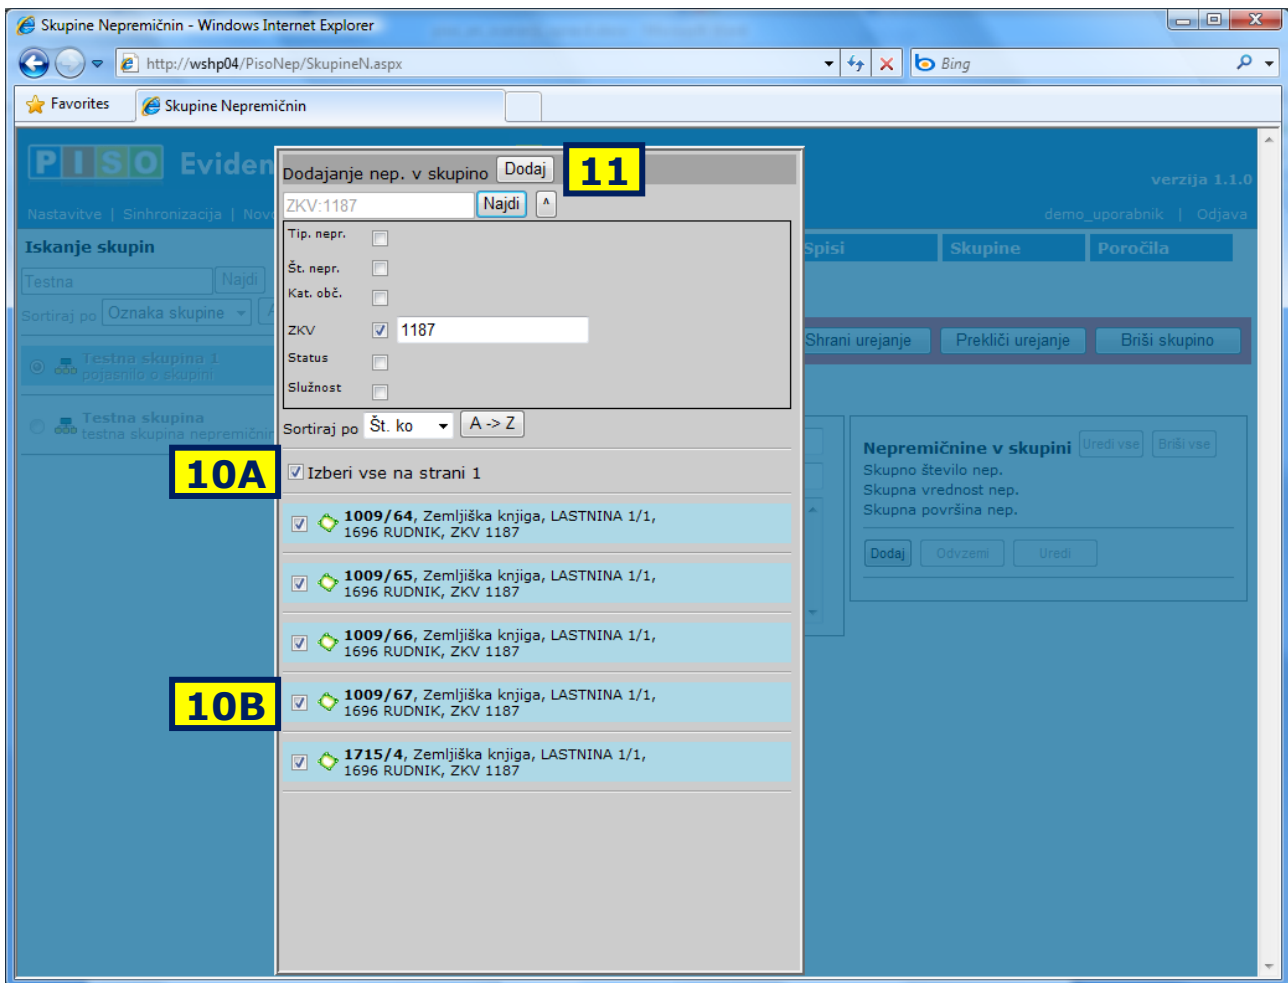 Skupine Nepremičnin - Windows Internet Explorer
http://wshp04/PisoNep/SkupineN.aspx
Bing
Favorites
Skupine Nepremičnin
PISO Eviden
verzija 1.1.0
Nastavitve | Sinhronizacija | Nov
demo_uporabnik | Odjava
Iskanje skupin
Testna
Najdi
Sortiraj po Oznaka skupine
Testna skupina 1
pojasnilo o skupini
Testna skupina
testna skupina nepremičnin
Dodajanje nep. v skupino Dodaj
11
ZKV:1187 Najdi ^
Tip. nepr.
Št. nepr.
Kat. obč.
ZKV 1187
Status
Služnost
Sortiraj po Št. ko A -> Z
10A
Izberi vse na strani 1
1009/64, Zemljiška knjiga, LASTNINA 1/1,
1696 RUDNIK, ZKV 1187
1009/65, Zemljiška knjiga, LASTNINA 1/1,
1696 RUDNIK, ZKV 1187
1009/66, Zemljiška knjiga, LASTNINA 1/1,
1696 RUDNIK, ZKV 1187
10B
1009/67, Zemljiška knjiga, LASTNINA 1/1,
1696 RUDNIK, ZKV 1187
1715/4, Zemljiška knjiga, LASTNINA 1/1,
1696 RUDNIK, ZKV 1187
Spisi Skupine Poročila
Shrani urejanje Prekliči urejanje Briši skupino
Nepremičnine v skupini Uredi vse Briši vse
Skupno število nep.
Skupna vrednost nep.
Skupna površina nep.
Dodaj Odvzemi Uredi